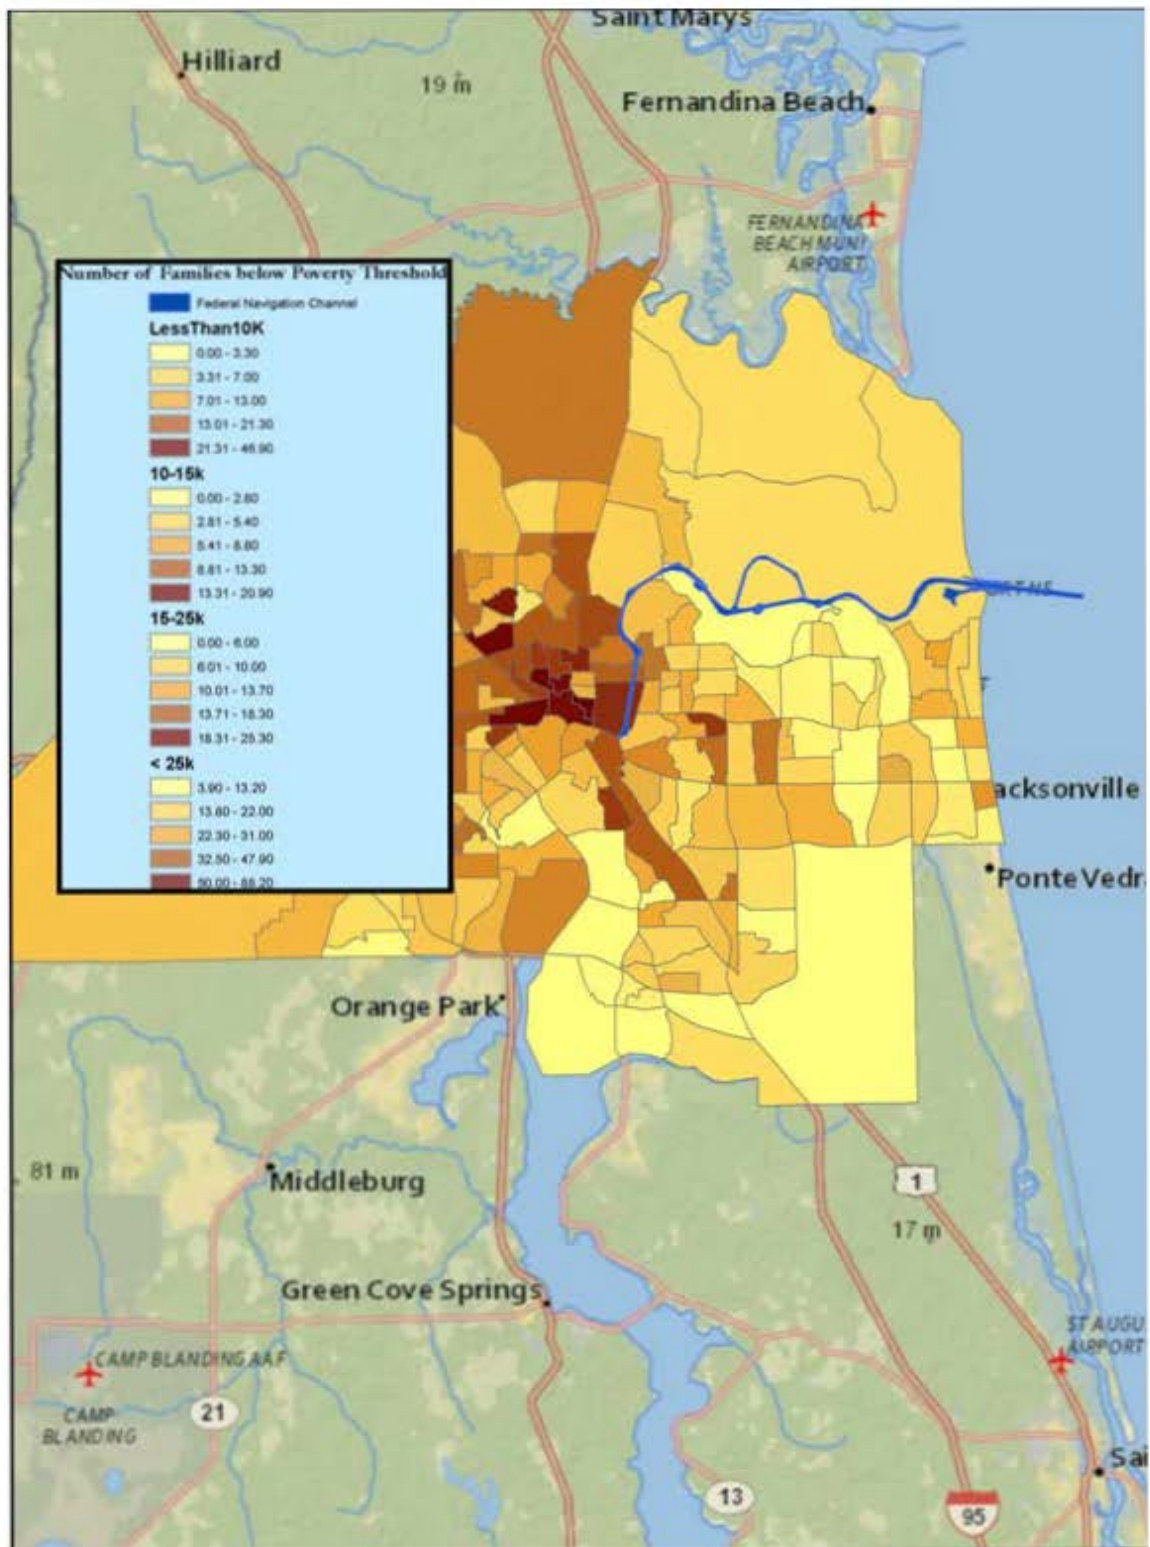 Saint Marys
Hilliard
19 m
Fernandina Beach
FERNANDINA
BEACH MUNI
AIRPORT
Number of Families below Poverty Threshold
Federal Navigation Channel
LessThan10K
0.00 - 3.30
3.31 - 7.00
7.01 - 13.00
13.01 - 21.30
21.31 - 46.90
10-15k
0.00 - 2.80
2.81 - 5.40
5.41 - 8.80
8.81 - 13.30
13.31 - 20.90
15-25k
0.00 - 6.00
6.01 - 10.00
10.01 - 13.70
13.71 - 18.30
18.31 - 25.30
< 25k
3.90 - 13.20
13.60 - 22.00
22.30 - 31.00
32.50 - 47.90
acksonville
Ponte Vedr
Orange Park
81 m
Middleburg
1
17 m
Green Cove Springs
ST AUGU
AIRPORT
CAMP BLANDING AAF
CAMP
BLANDING
21
Sai
13
95